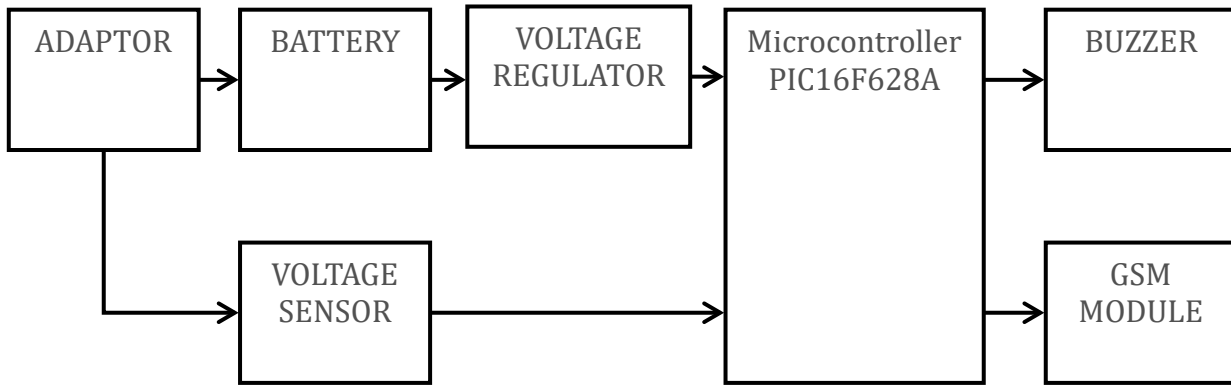 ADAPTOR
BATTERY
VOLTAGE
REGULATOR
Microcontroller
PIC16F628A
BUZZER
VOLTAGE
SENSOR
GSM
MODULE